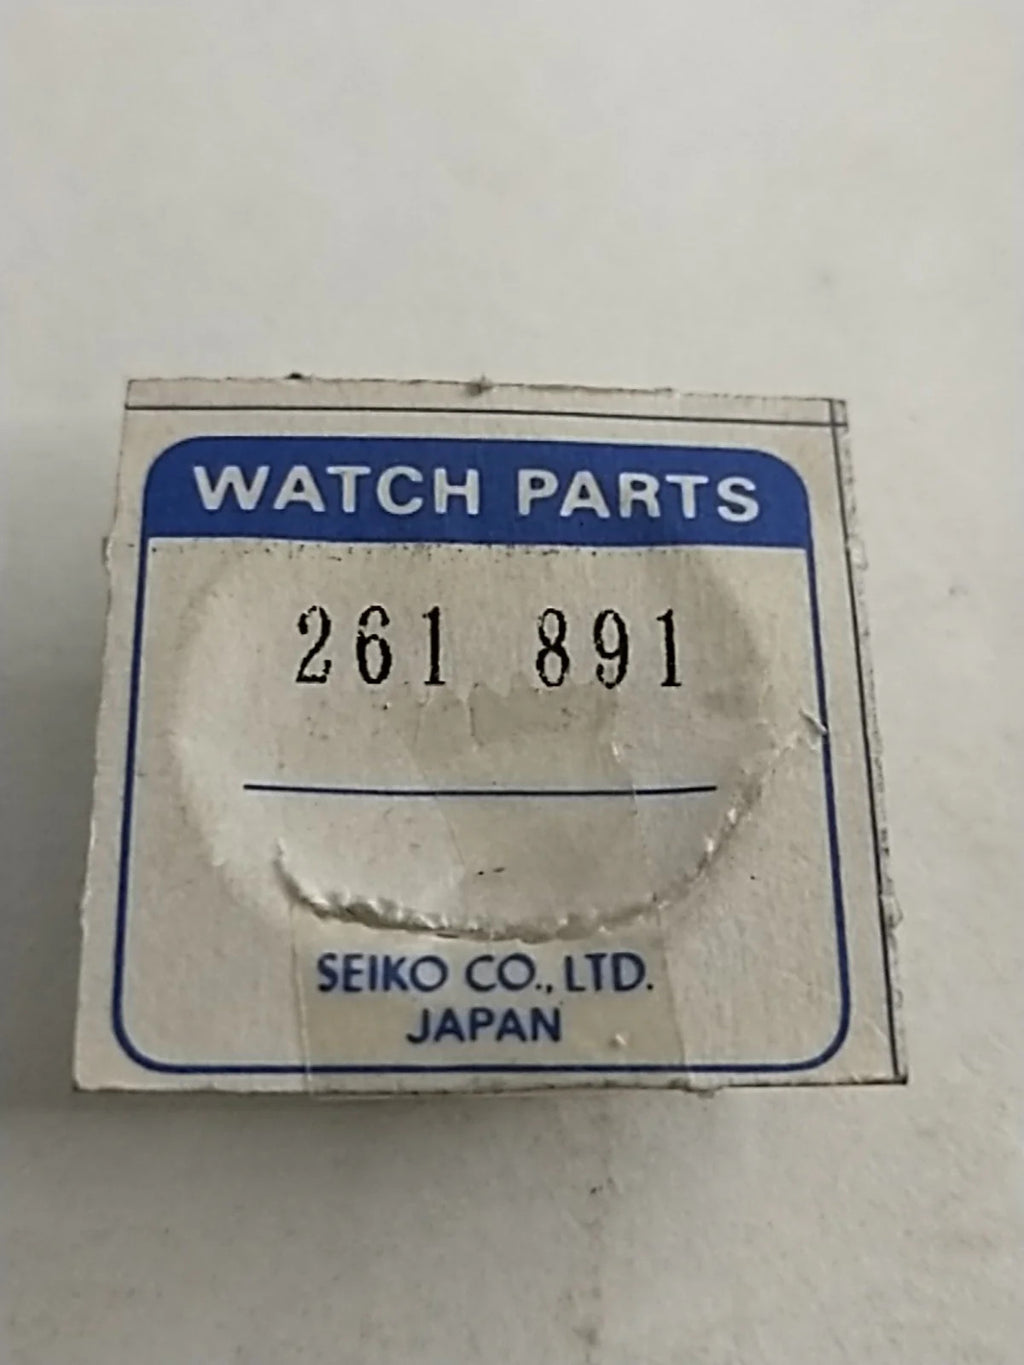 WATCH PARTS
261 891
SEIKO CO., LTD.
JAPAN